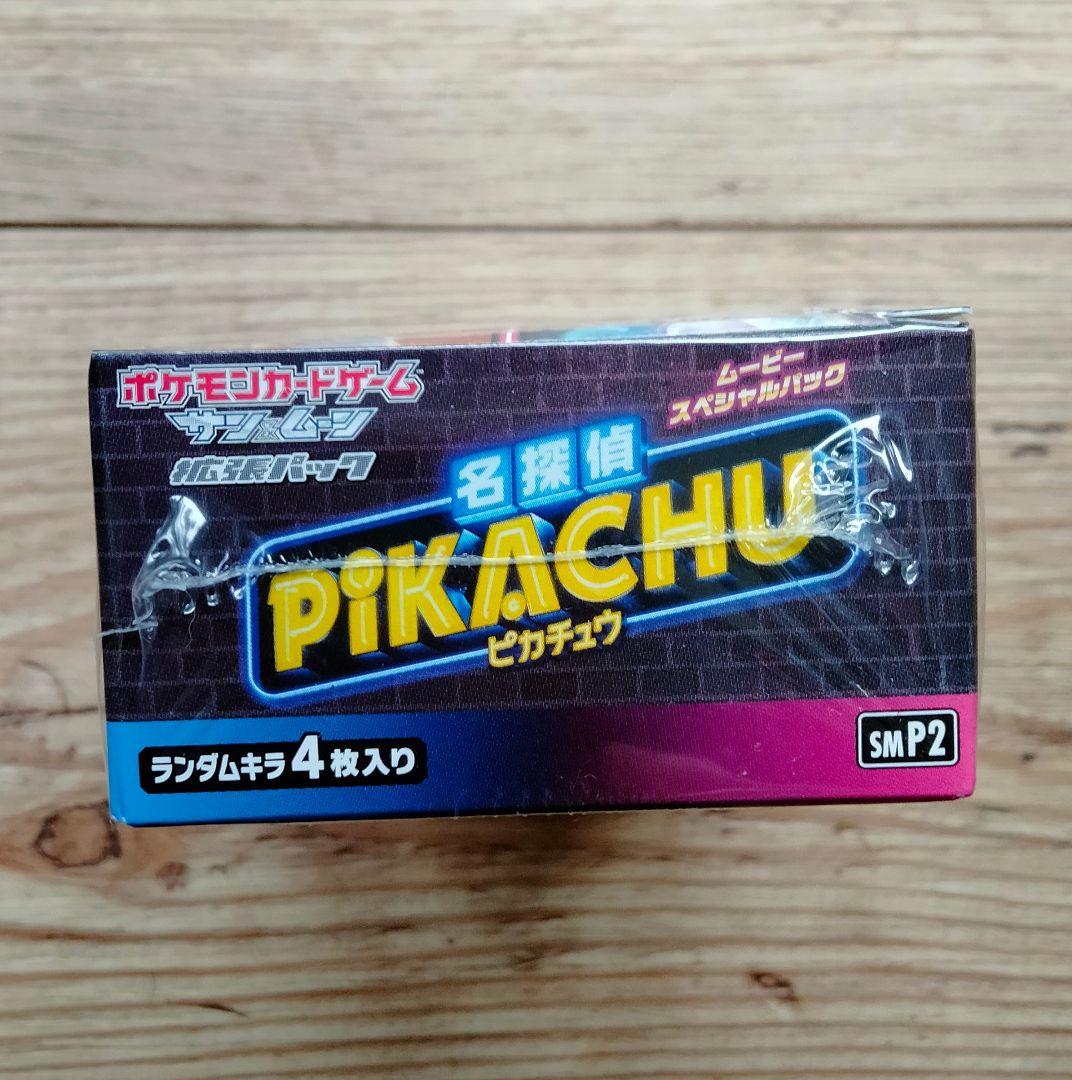 ポケモンカードゲーム
サン&ムーン
拡張パック
ムービー
スペシャルパック
名探偵
PiKACHU
ピカチュウ
ランダムキラ4枚入り
SM P2